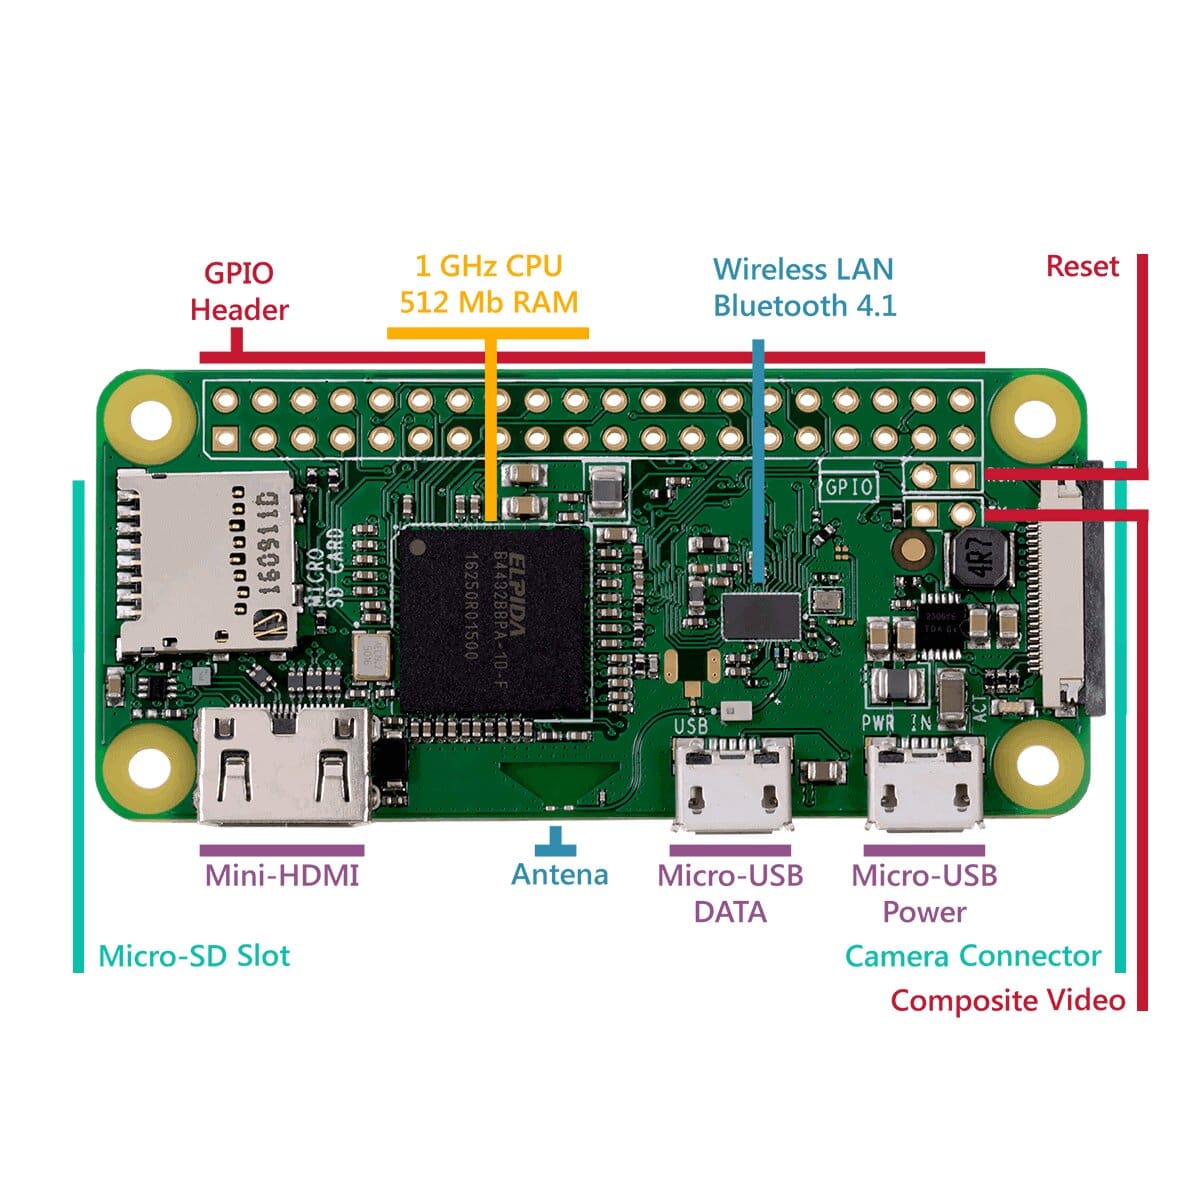 GPIO
Header
1 GHz CPU
512 Mb RAM
Wireless LAN
Bluetooth 4.1
Reset
GPIO
MICRO
SD CARD
1609110
ELPIDA
B4432BBPA-10-F
16250R01500
4R7
USB
PWR IN
ACT
Mini-HDMI
Antena
Micro-USB
DATA
Micro-USB
Power
Micro-SD Slot
Camera Connector
Composite Video